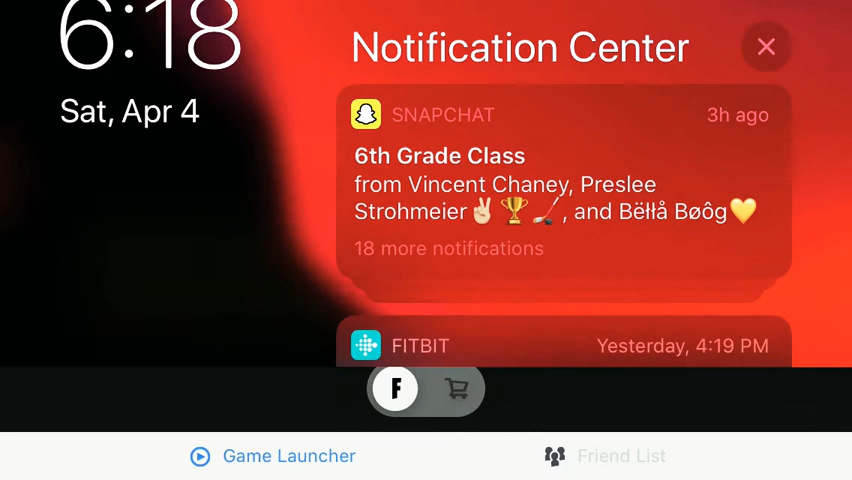 6:18
Sat, Apr 4
Notification Center
SNAPCHAT
3h ago
6th Grade Class
from Vincent Chaney, Preslee
Strohmeier✌🏼🏆🏒, and Bëłłå Bøôg💛
18 more notifications
FITBIT
Yesterday, 4:19 PM
F
Game Launcher
Friend List